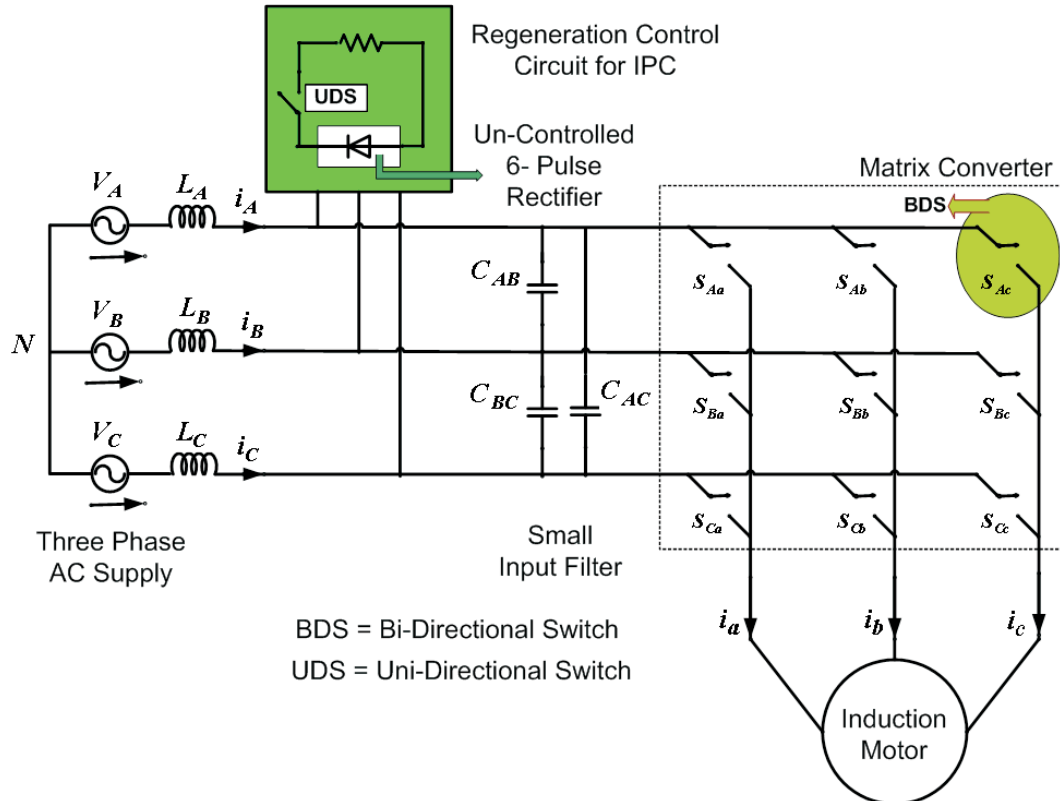 Regeneration Control
Circuit for IPC
UDS
Un-Controlled
6- Pulse
Rectifier
Matrix Converter
BDS
V_A
L_A
i_A
C_AB
S_Aa
S_Ab
S_Ac
N
V_B
L_B
i_B
C_BC
C_AC
S_Ba
S_Bb
S_Bc
V_C
L_C
i_C
S_Ca
S_Cb
S_Cc
Three Phase
AC Supply
Small
Input Filter
BDS = Bi-Directional Switch
UDS = Uni-Directional Switch
i_a
i_b
i_c
Induction
Motor